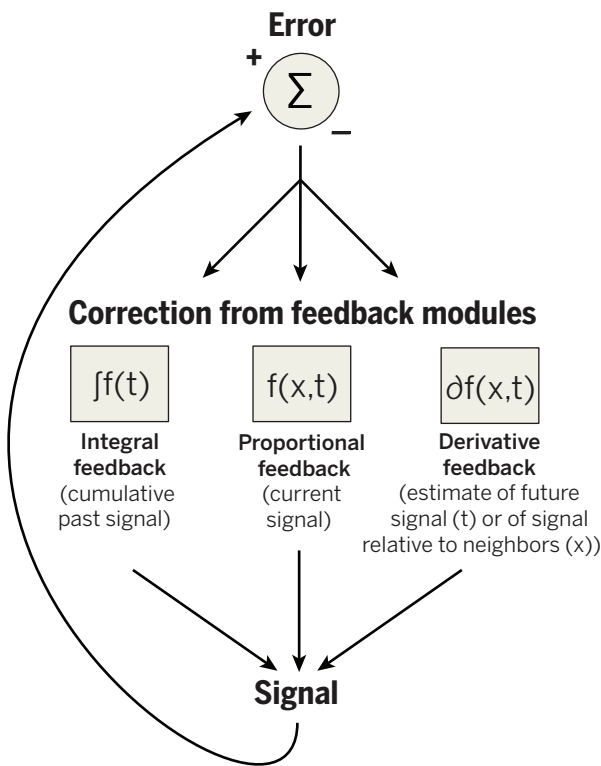 Error
+
Σ
–
Correction from feedback modules
∫f(t)
Integral
feedback
(cumulative
past signal)
f(x,t)
Proportional
feedback
(current
signal)
∂f(x,t)
Derivative
feedback
(estimate of future
signal (t) or of signal
relative to neighbors (x))
Signal